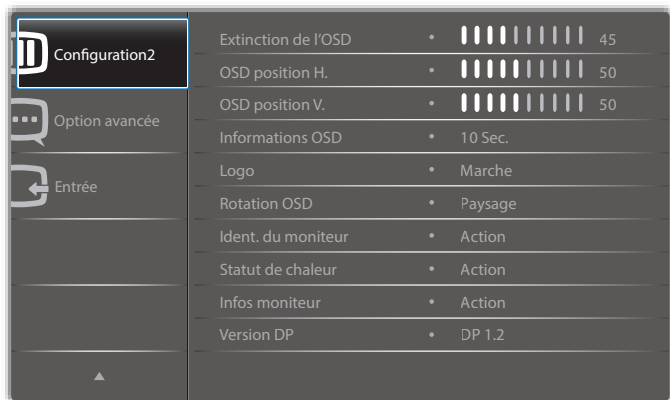 Configuration2
Option avancée
Entrée
Extinction de l'OSD • 45
OSD position H. • 50
OSD position V. • 50
Informations OSD • 10 Sec.
Logo • Marche
Rotation OSD • Paysage
Ident. du moniteur • Action
Statut de chaleur • Action
Infos moniteur • Action
Version DP • DP 1.2